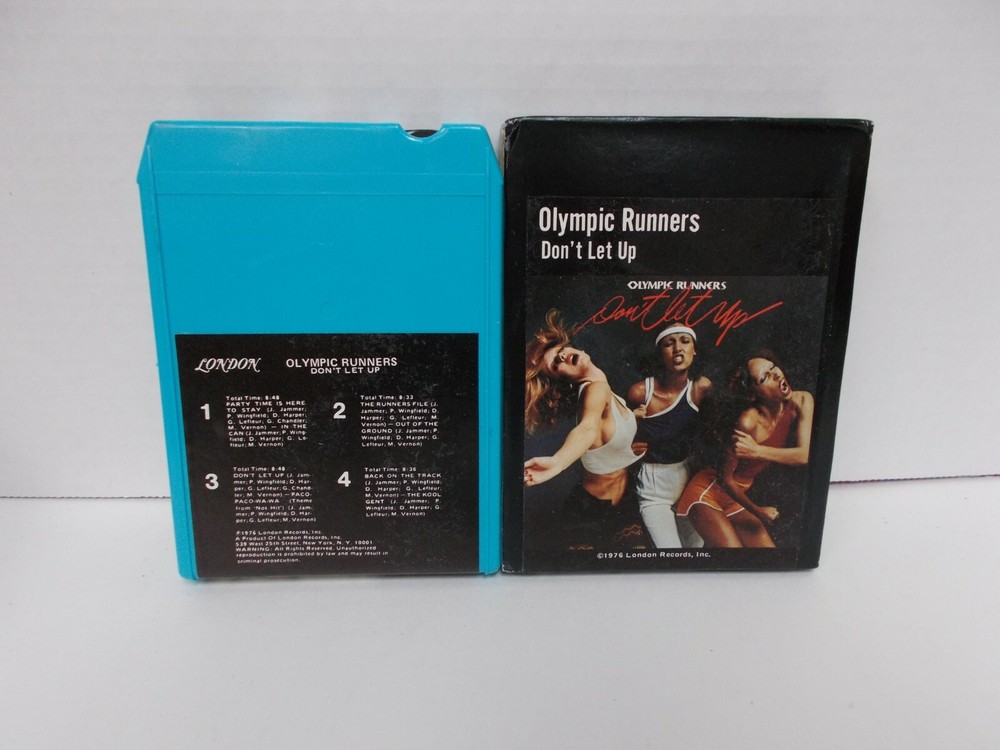 LONDON
OLYMPIC RUNNERS
DON'T LET UP
1
Total Time: 8:48
PARTY TIME IS HERE
TO STAY (J. Jammer;
P. Wingfield; D. Harper;
G. Lefleur; G. Chandler;
M. Vernon) — IN THE
CAN (J. Jammer; P. Wing-
field; D. Harper, G. Le-
fleur; M. Vernon)
2
Total Time: 8:33
THE RUNNERS FILE (J.
Jammer; P. Wingfield; D.
Harper; G. Lefleur; M.
Vernon) — OUT OF THE
GROUND (J. Jammer; P.
Wingfield; D. Harper; G.
Lefleur; M. Vernon)
3
Total Time: 8:48
DON'T LET UP (J. Jam-
mer; P. Wingfield; D. Har-
per; G. Lefleur; G. Chand-
ler; M. Vernon) — PACO-
PACO-WA-WA (Theme
from 'Nos Hit') (J. Jam-
mer; P. Wingfield; D. Har-
per; G. Lefleur; M. Vernon)
4
Total Time: 8:36
BACK ON THE TRACK
(J. Jammer; P. Wingfield;
D. Harper; G. Lefleur;
M. Vernon) — THE KOOL
GENT (J. Jammer; P.
Wingfield; D. Harper; G.
Lefleur; M. Vernon)
℗1976 London Records, Inc.
A Product Of London Records, Inc.
539 West 25th Street, New York, N.Y. 10001
WARNING: All Rights Reserved. Unauthorized
reproduction is prohibited by law and may result in
criminal prosecution.
Olympic Runners
Don't Let Up
OLYMPIC RUNNERS
Don't let up
©1976 London Records, Inc.